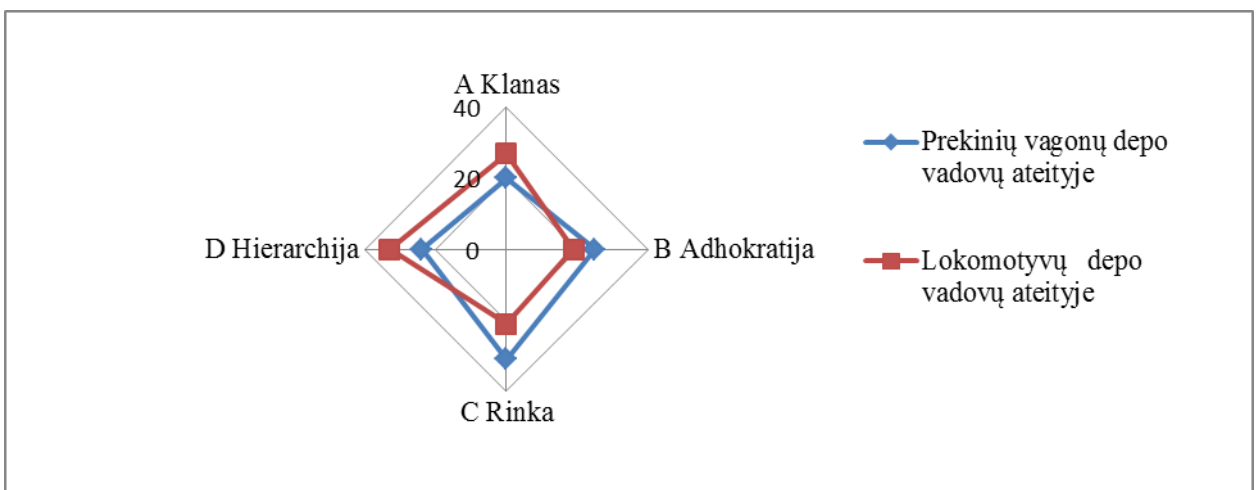 A Klanas
40
20
0
D Hierarchija
B Adhokratija
C Rinka
Prekinių vagonų depo
vadovų ateityje
Lokomotyvų depo
vadovų ateityje